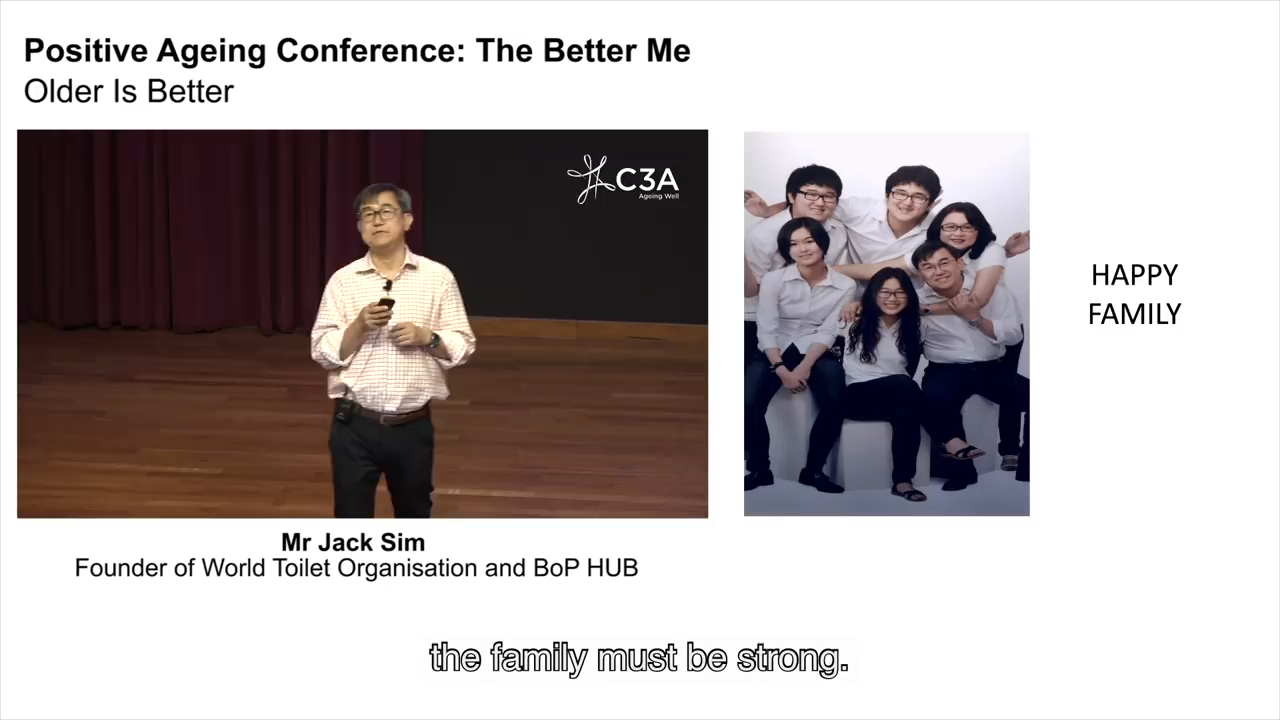 Positive Ageing Conference: The Better Me
Older Is Better
C3A
Ageing Well
HAPPY
FAMILY
Mr Jack Sim
Founder of World Toilet Organisation and BoP HUB
the family must be strong.